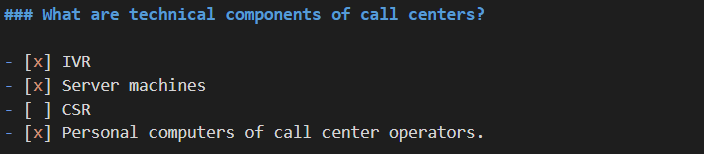 ### What are technical components of call centers?
- [x] IVR
- [x] Server machines
- [ ] CSR
- [x] Personal computers of call center operators.